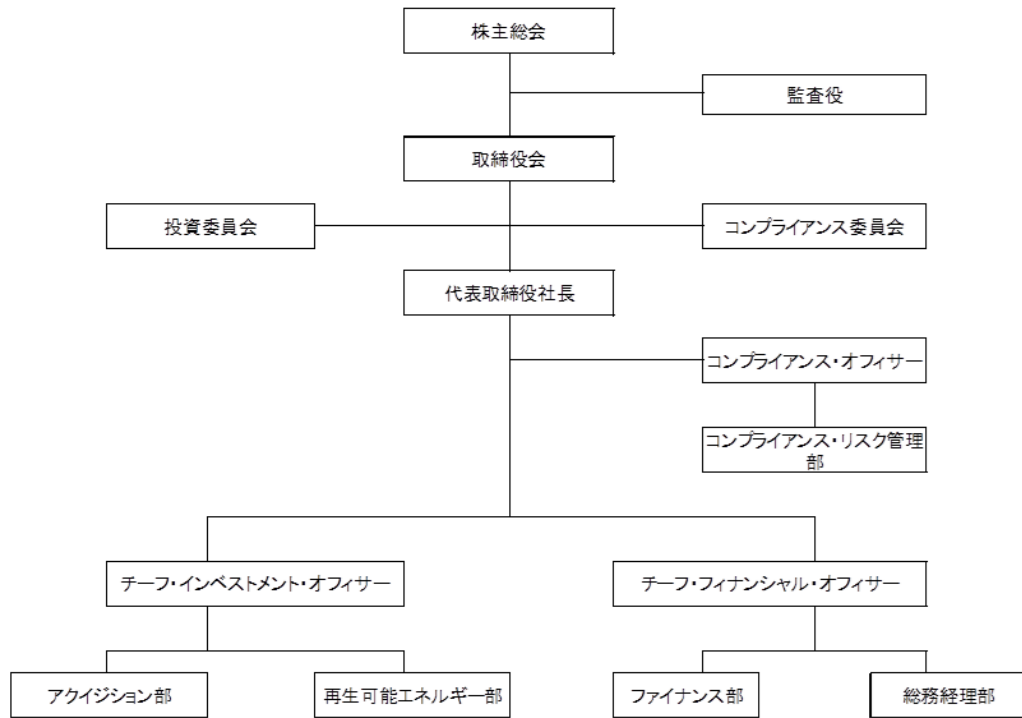 株主総会
監査役
取締役会
投資委員会
コンプライアンス委員会
代表取締役社長
コンプライアンス・オフィサー
コンプライアンス・リスク管理
部
チーフ・インベストメント・オフィサー
チーフ・フィナンシャル・オフィサー
アクイジション部
再生可能エネルギー部
ファイナンス部
総務経理部